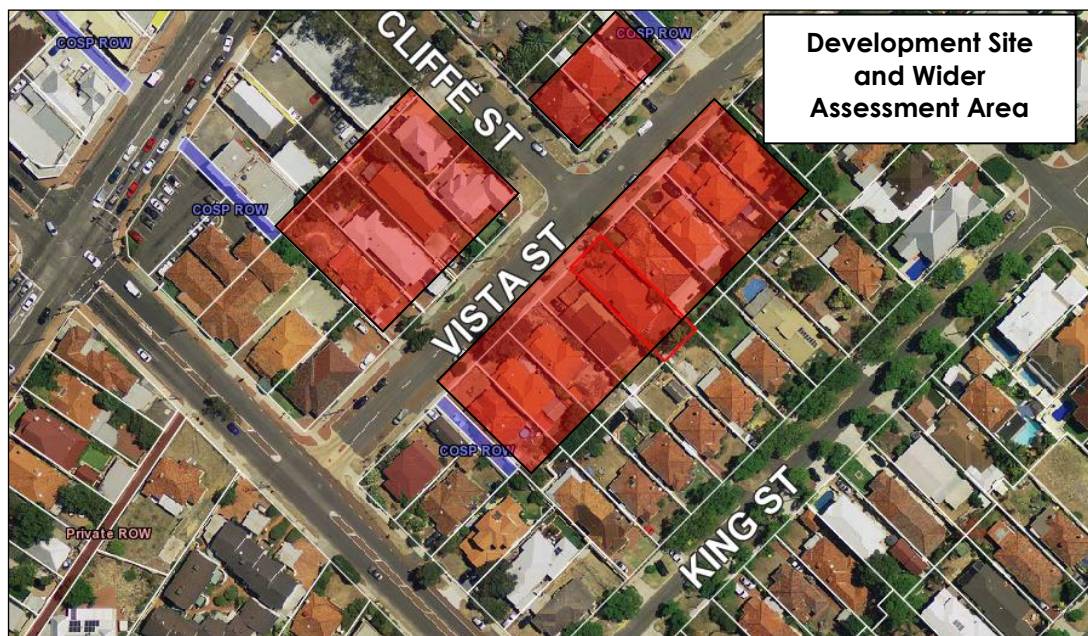 COSP ROW
CLIFFE ST
COSP ROW
Development Site
and Wider
Assessment Area
COSP ROW
VISTA ST
COSP ROW
KING ST
Private ROW